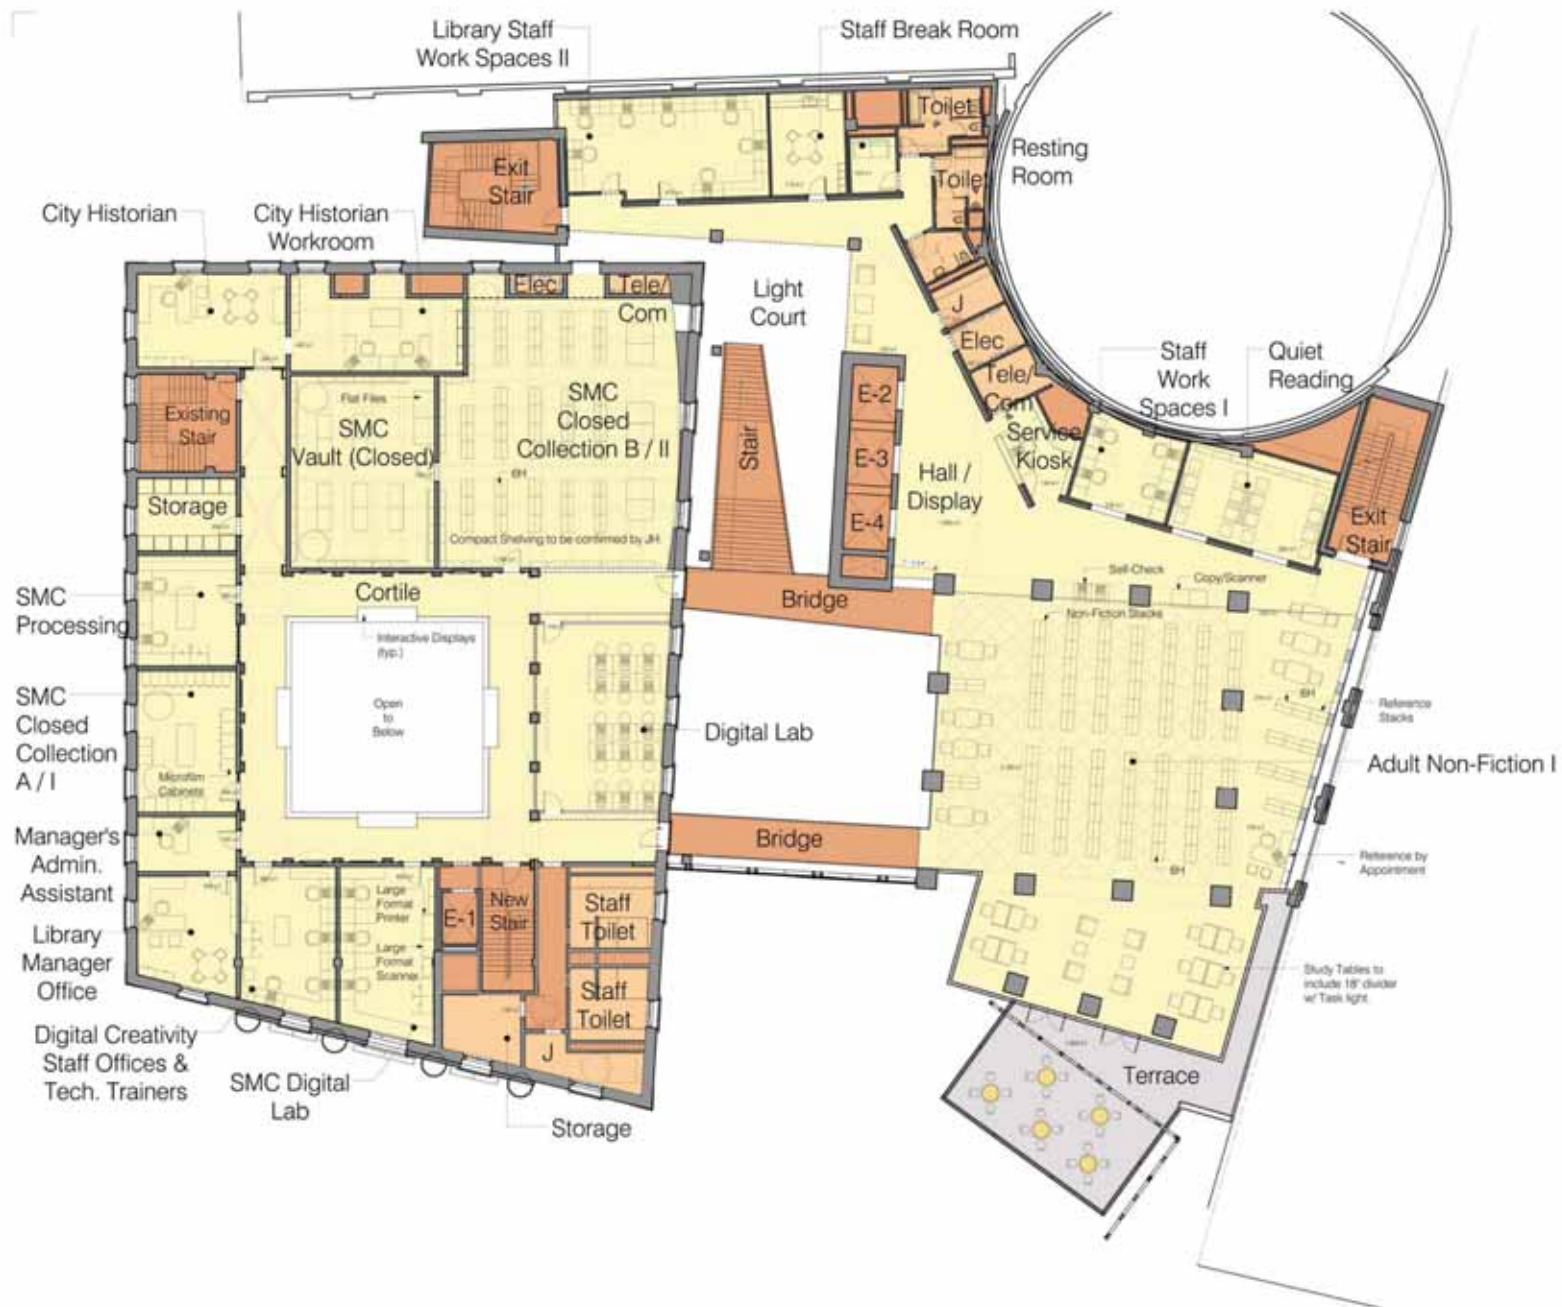 Library Staff
Work Spaces II
Staff Break Room
Toilet
Resting
Room
Exit
Stair
Toilet
City Historian
City Historian
Workroom
Elec
Tele/
Com
Light
Court
J
Elec
Tele/
Com
Staff
Work
Spaces I
Quiet
Reading
Existing
Stair
Flat Files
SMC
Vault (Closed)
SMC
Closed
Collection B / II
8H
Stair
E-2
E-3
E-4
Service
Kiosk
Hall /
Display
Storage
Compact Shelving to be confirmed by JH.
Exit
Stair
Self-Check
Copy/Scanner
SMC
Processing
Cortile
Bridge
Non-Fiction Stacks
Interactive Displays
(typ.)
SMC
Closed
Collection
A / I
Open
to
Below
Digital Lab
6H
Reference
Stacks
Adult Non-Fiction I
Microfilm
Cabinets
Manager's
Admin.
Assistant
Bridge
Reference by
Appointment
6H
Large
Format
Printer
Large
Format
Scanner
E-1
New
Stair
Staff
Toilet
Library
Manager
Office
Staff
Toilet
Study Tables to
include 18" divider
w/ Task light.
Digital Creativity
Staff Offices &
Tech. Trainers
SMC Digital
Lab
J
Storage
Terrace